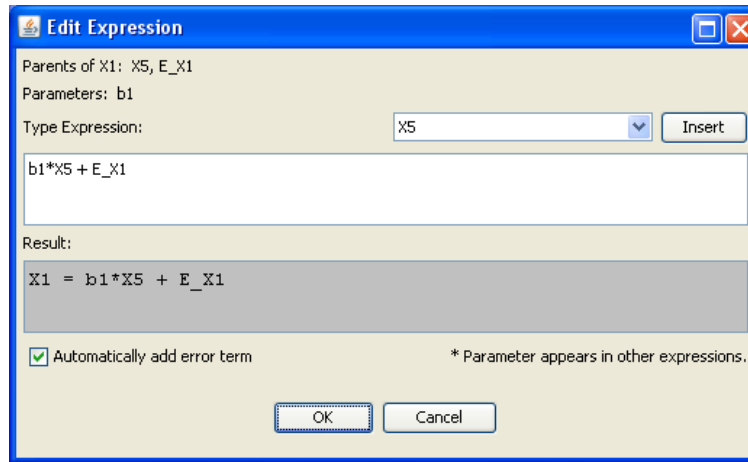 Edit Expression
Parents of X1: X5, E_X1
Parameters: b1
Type Expression:
X5
Insert
b1*X5 + E_X1
Result:
X1 = b1*X5 + E_X1
Automatically add error term
* Parameter appears in other expressions.
OK
Cancel